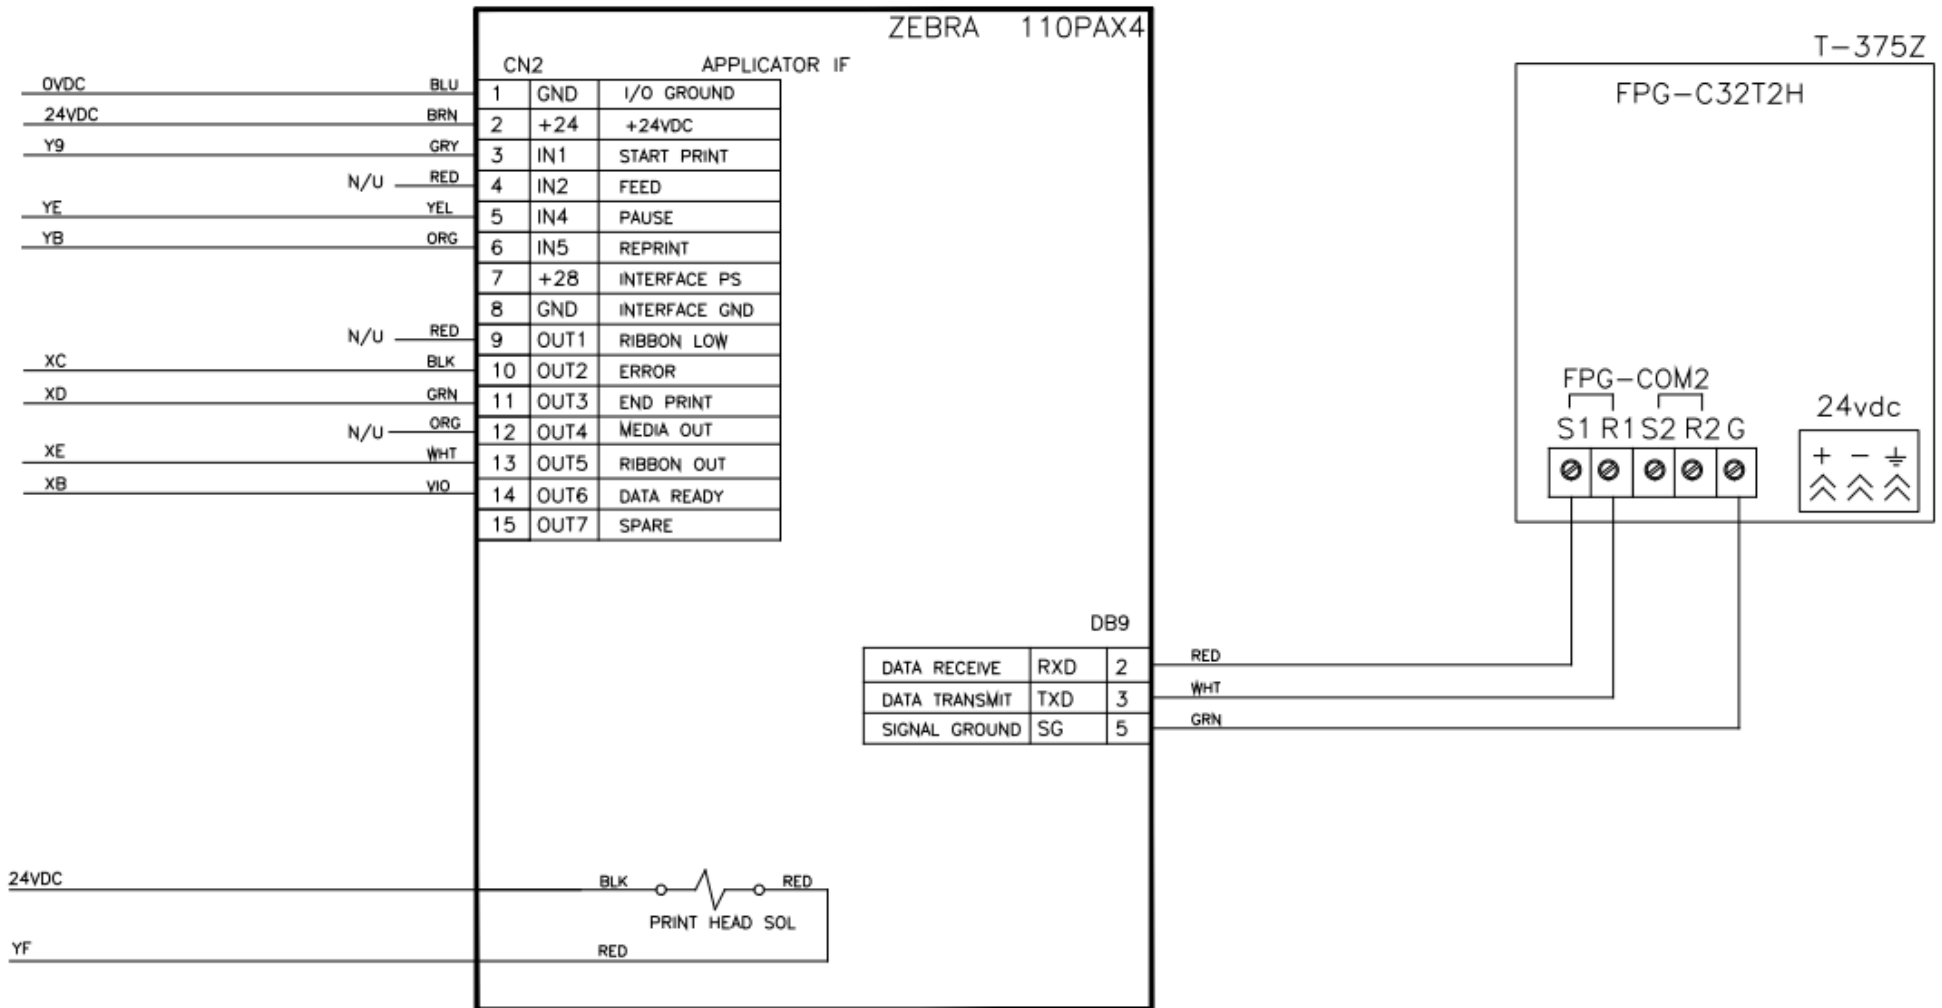 ZEBRA 110PAX4
T-375Z
CN2 APPLICATOR IF
FPG-C32T2H
0VDC BLU 1 GND I/O GROUND
24VDC BRN 2 +24 +24VDC
Y9 GRY 3 IN1 START PRINT
N/U RED 4 IN2 FEED
YE YEL 5 IN4 PAUSE
YB ORG 6 IN5 REPRINT
7 +28 INTERFACE PS
8 GND INTERFACE GND
N/U RED 9 OUT1 RIBBON LOW
XC BLK 10 OUT2 ERROR
XD GRN 11 OUT3 END PRINT
N/U ORG 12 OUT4 MEDIA OUT
XE WHT 13 OUT5 RIBBON OUT
XB VIO 14 OUT6 DATA READY
15 OUT7 SPARE
FPG-COM2
S1 R1 S2 R2 G
24vdc
+ -
DB9
DATA RECEIVE RXD 2 RED
DATA TRANSMIT TXD 3 WHT
SIGNAL GROUND SG 5 GRN
24VDC BLK RED
PRINT HEAD SOL
YF RED